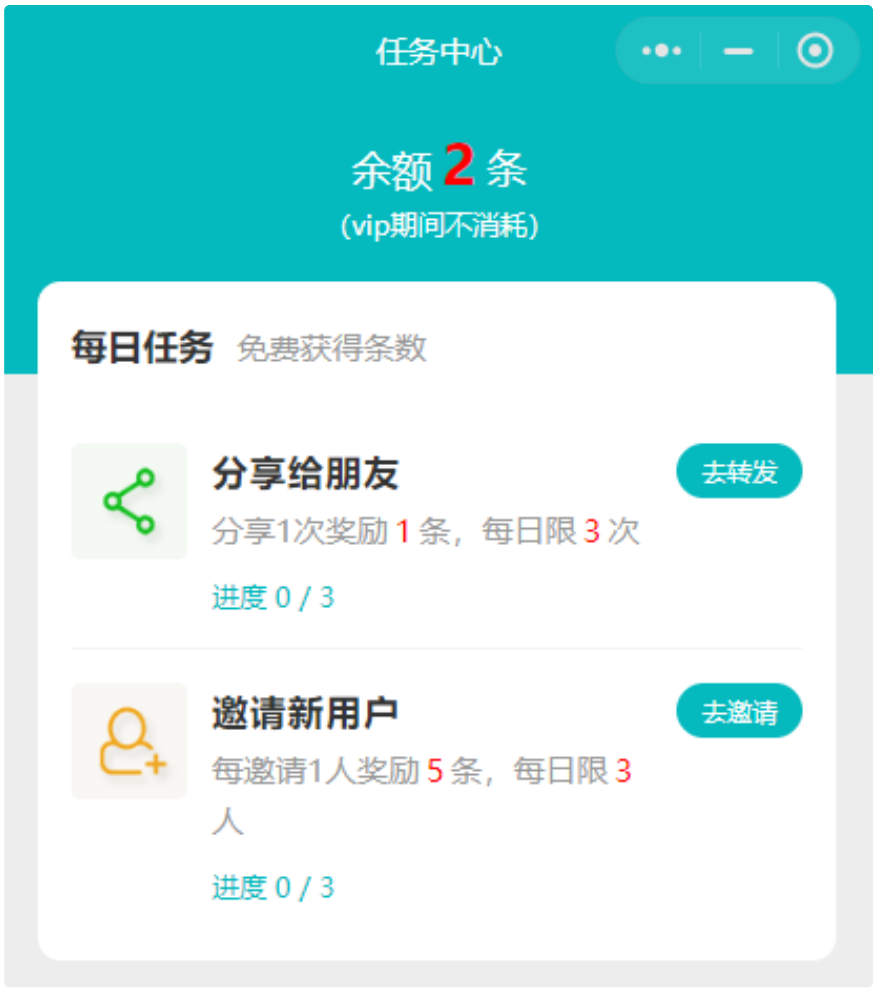 任务中心
余额 2 条
(vip期间不消耗)
每日任务 免费获得条数
分享给朋友 去转发
分享1次奖励 1 条，每日限 3 次
进度 0 / 3
邀请新用户 去邀请
每邀请1人奖励 5 条，每日限 3
人
进度 0 / 3